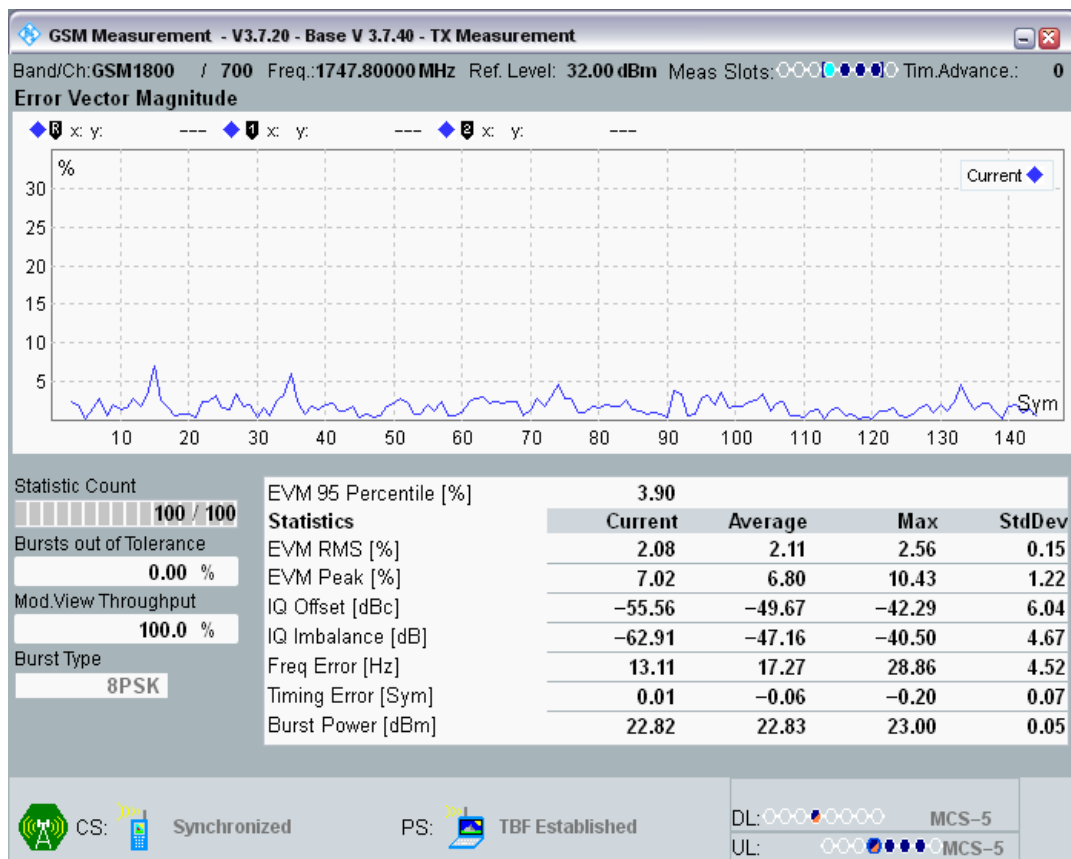 GSM Measurement - V3.7.20 - Base V 3.7.40 - TX Measurement
Band/Ch:GSM1800 / 700 Freq.:1747.80000 MHz Ref. Level: 32.00 dBm Meas Slots: Tim.Advance.: 0
Error Vector Magnitude
R x: y: --- 1 x: y: --- 2 x: y: ---
%
Current
30
25
20
15
10
5
Sym
10 20 30 40 50 60 70 80 90 100 110 120 130 140
Statistic Count
100 / 100
Bursts out of Tolerance
0.00 %
Mod.View Throughput
100.0 %
Burst Type
8PSK
EVM 95 Percentile [%] 3.90
Statistics Current Average Max StdDev
EVM RMS [%] 2.08 2.11 2.56 0.15
EVM Peak [%] 7.02 6.80 10.43 1.22
IQ Offset [dBc] −55.56 −49.67 −42.29 6.04
IQ Imbalance [dB] −62.91 −47.16 −40.50 4.67
Freq Error [Hz] 13.11 17.27 28.86 4.52
Timing Error [Sym] 0.01 −0.06 −0.20 0.07
Burst Power [dBm] 22.82 22.83 23.00 0.05
CS: Synchronized PS: TBF Established
DL: MCS−5
UL: MCS−5